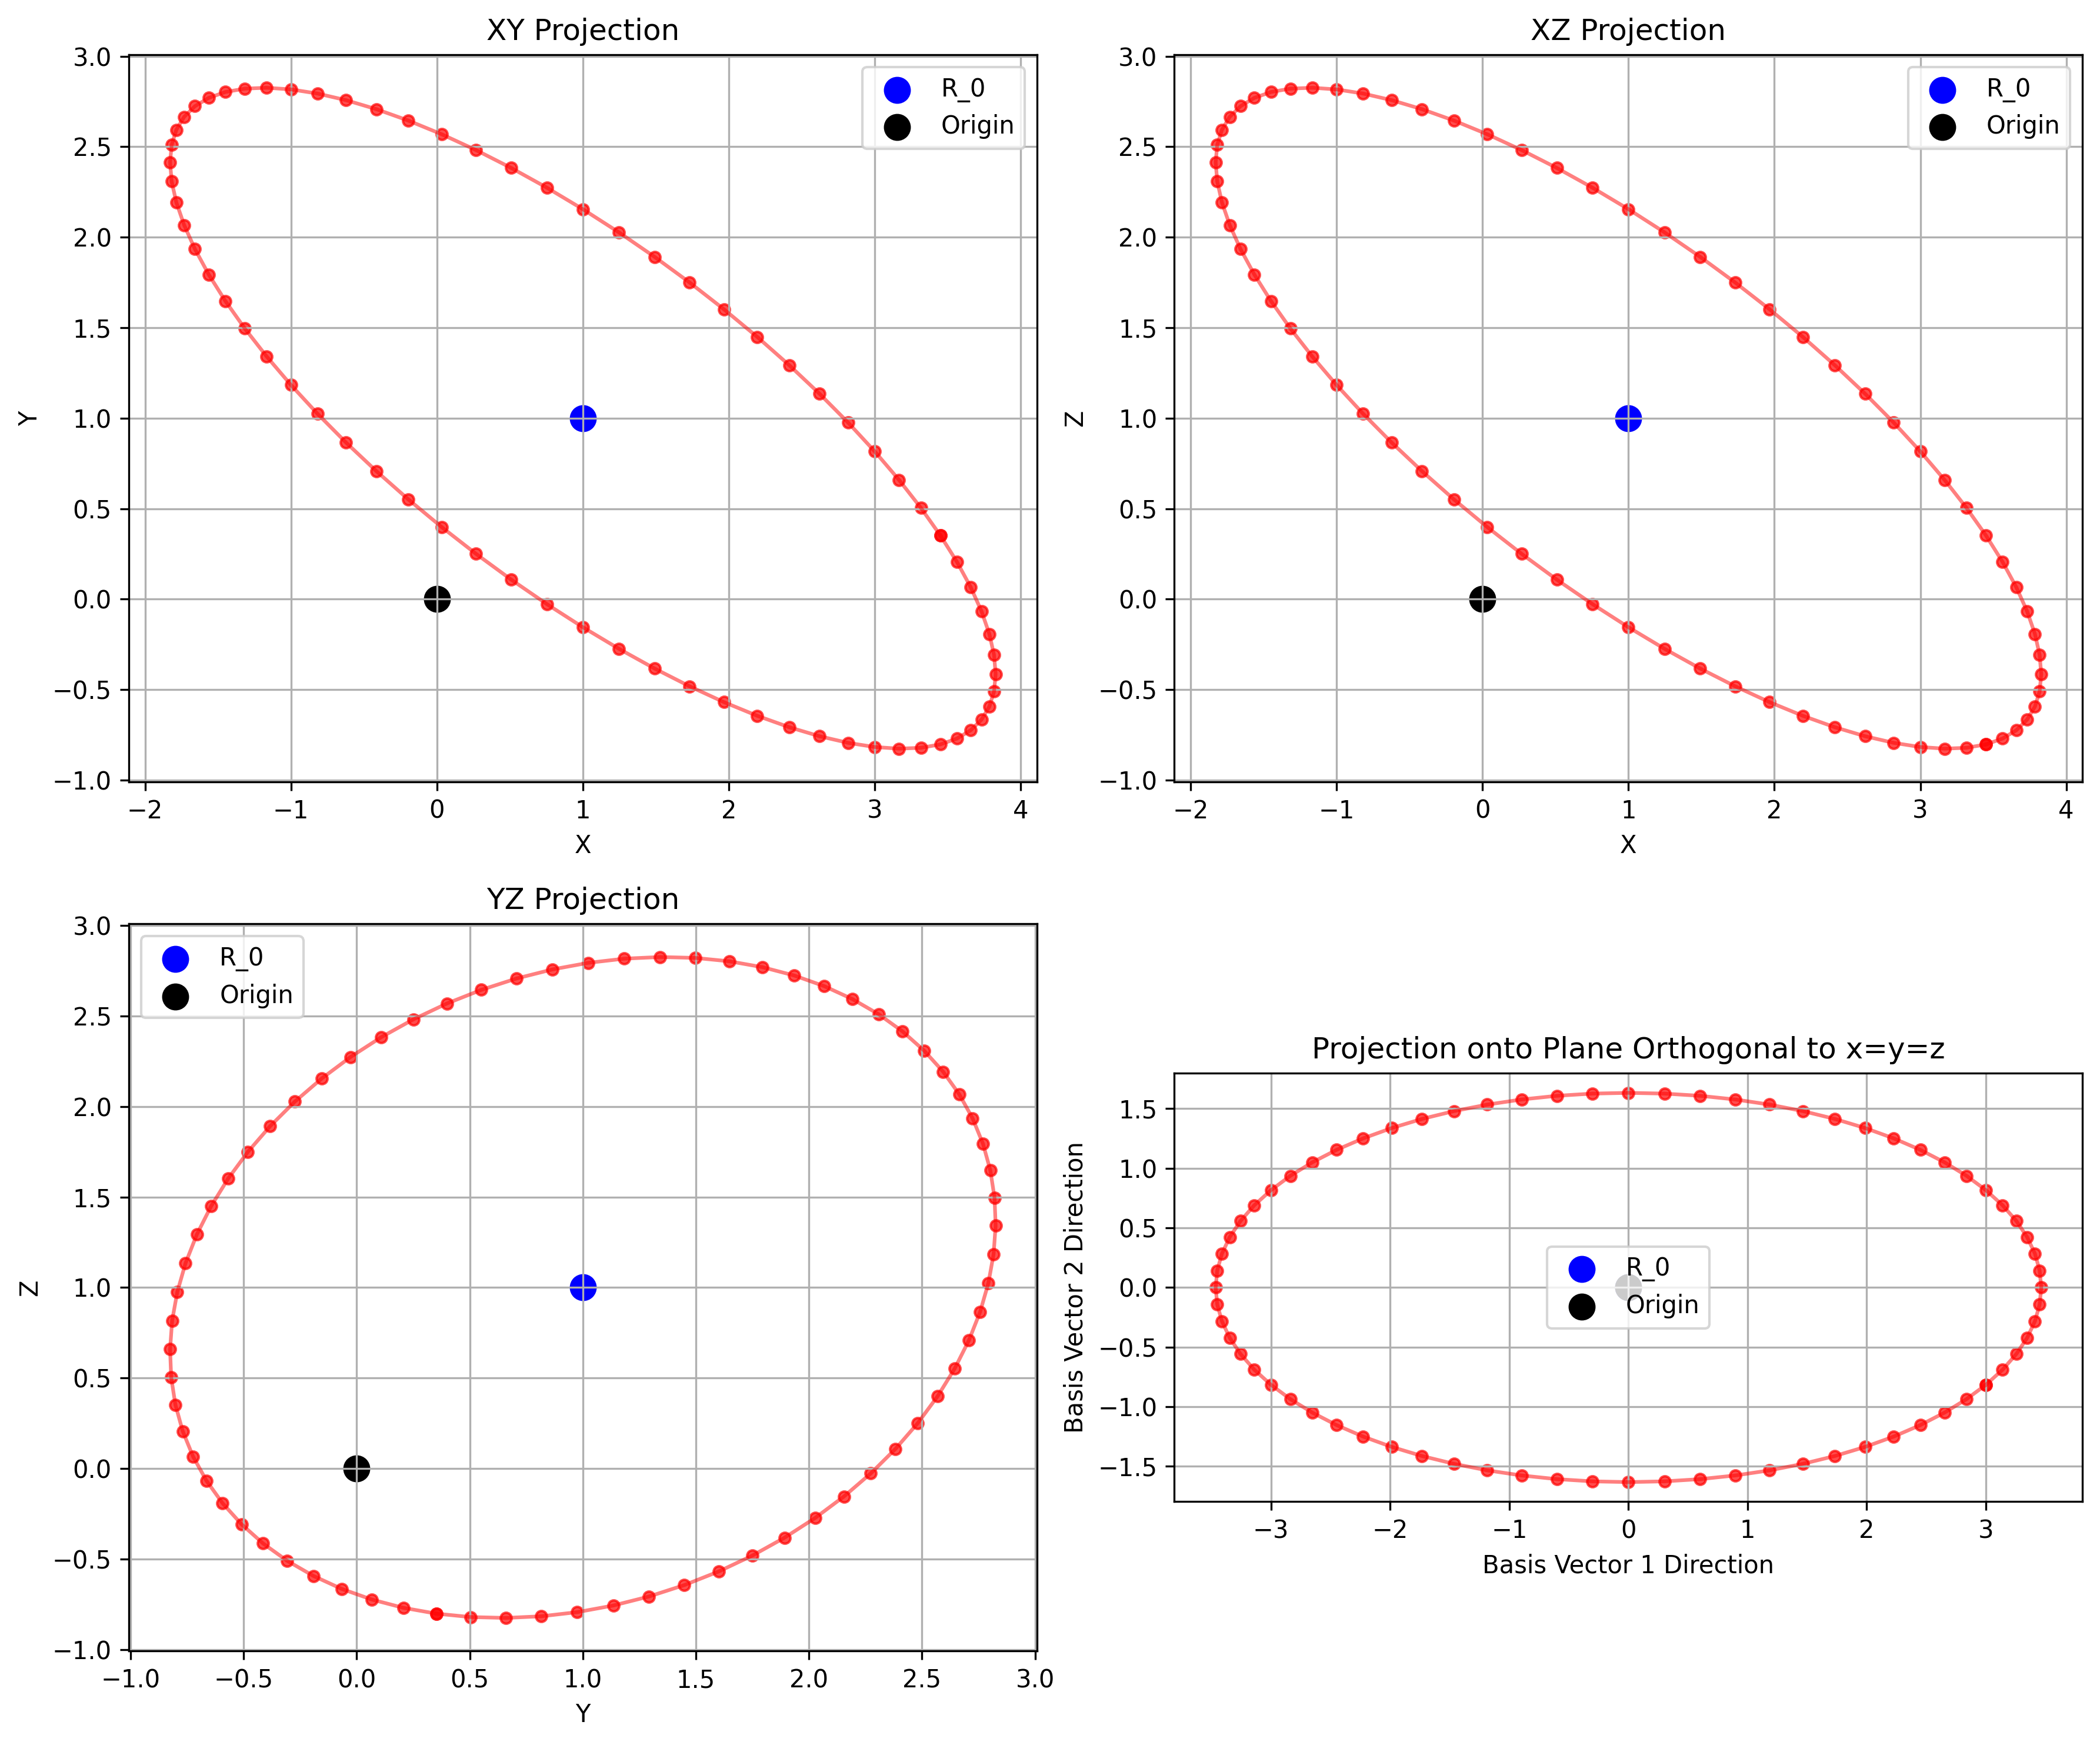 XY Projection
3.0
2.5
2.0
1.5
1.0
0.5
0.0
−0.5
−1.0
Y
R_0
Origin
−2 −1 0 1 2 3 4
X
XZ Projection
3.0
2.5
2.0
1.5
1.0
0.5
0.0
−0.5
−1.0
Z
R_0
Origin
−2 −1 0 1 2 3 4
X
YZ Projection
3.0
2.5
2.0
1.5
1.0
0.5
0.0
−0.5
−1.0
Z
R_0
Origin
−1.0 −0.5 0.0 0.5 1.0 1.5 2.0 2.5 3.0
Y
Projection onto Plane Orthogonal to x=y=z
1.5
1.0
0.5
0.0
−0.5
−1.0
−1.5
Basis Vector 2 Direction
R_0
Origin
−3 −2 −1 0 1 2 3
Basis Vector 1 Direction